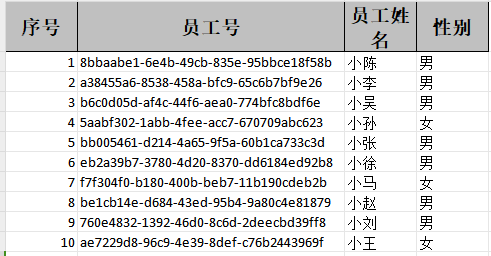 序号 员工号 员工姓名 性别
1 8bbaabe1-6e4b-49cb-835e-95bbce18f58b 小陈 男
2 a38455a6-8538-458a-bfc9-65c6b7bf9e26 小李 男
3 b6c0d05d-af4c-44f6-aea0-774bfc8bdf6e 小吴 男
4 5aabf302-1abb-4fee-acc7-670709abc623 小孙 女
5 bb005461-d214-4a65-9f5a-60b1ca733c3d 小张 男
6 eb2a39b7-3780-4d20-8370-dd6184ed92b8 小徐 男
7 f7f304f0-b180-400b-beb7-11b190cdeb2b 小马 女
8 be1cb14e-d684-43ed-95b4-9a80c4e81879 小赵 男
9 760e4832-1392-46d0-8c6d-2deecbd39ff8 小刘 男
10 ae7229d8-96c9-4e39-8def-c76b2443969f 小王 女